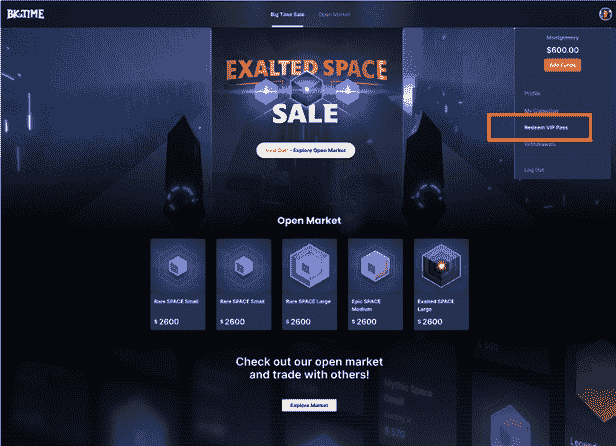 BIGTIME
Big Time Sale
Open Market
Montgomery
$600.00
Add Funds
Profile
My Collection
Redeem VIP Pass
Withdrawals
Log Out
EXALTED SPACE
SALE
Sold Out! - Explore Open Market
Open Market
Rare SPACE Small
$ 2600
Rare SPACE Small
$ 2600
Rare SPACE Large
$ 2600
Epic SPACE
Medium
$ 2600
Exalted SPACE
Large
$ 2600
Check out our open market
and trade with others!
Explore Market
Mythic Space
Small